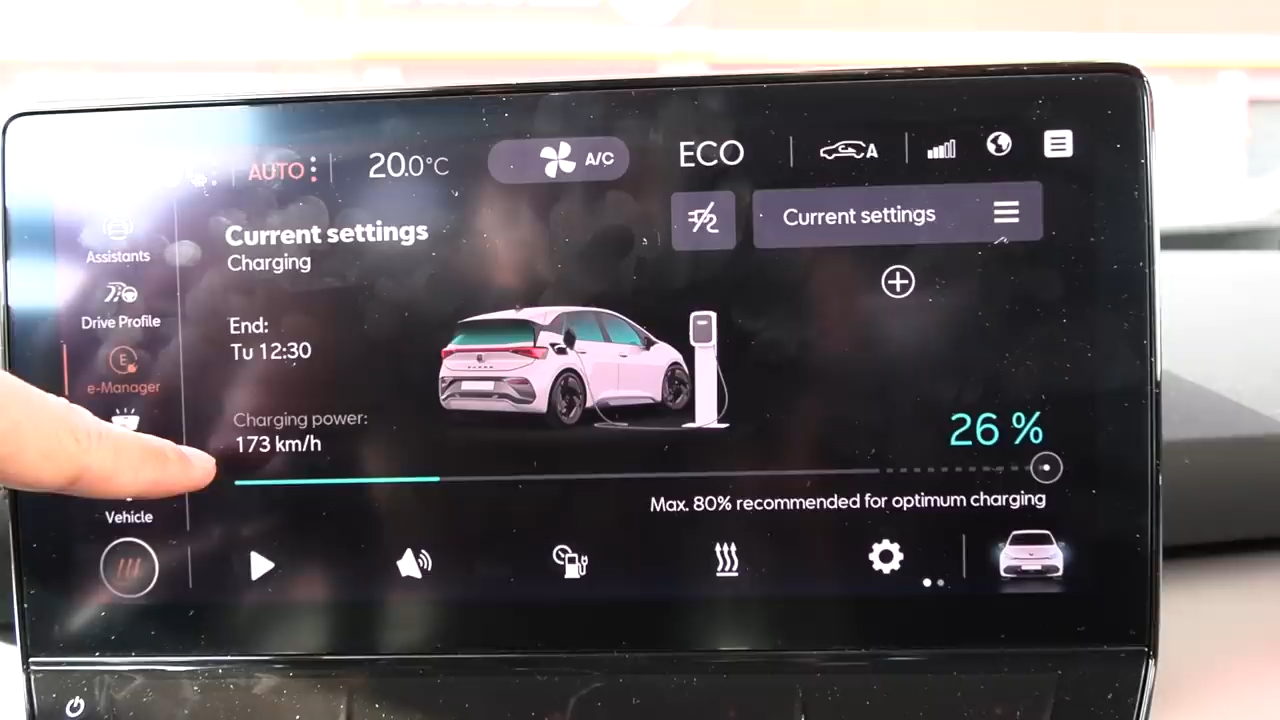 AUTO
20.0°C
A/C
ECO
A
Current settings
Charging
Current settings
Assistants
Drive Profile
E
e-Manager
Vehicle
End:
Tu 12:30
Charging power:
173 km/h
26 %
Max. 80% recommended for optimum charging